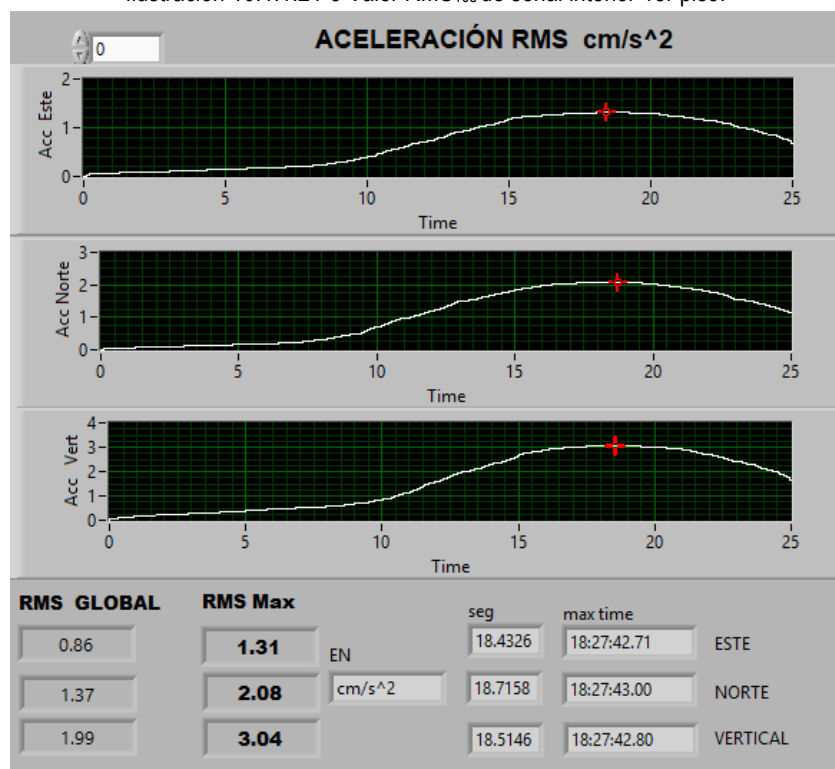 0
ACELERACIÓN RMS cm/s^2
Acc Este
2
1
0
0 5 10 15 20 25
Time
Acc Norte
3
2
1
0
0 5 10 15 20 25
Time
Acc Vert
4
3
2
1
0
0 5 10 15 20 25
Time
RMS GLOBAL RMS Max seg max time
0.86 1.31 EN 18.4326 18:27:42.71 ESTE
1.37 2.08 cm/s^2 18.7158 18:27:43.00 NORTE
1.99 3.04 18.5146 18:27:42.80 VERTICAL